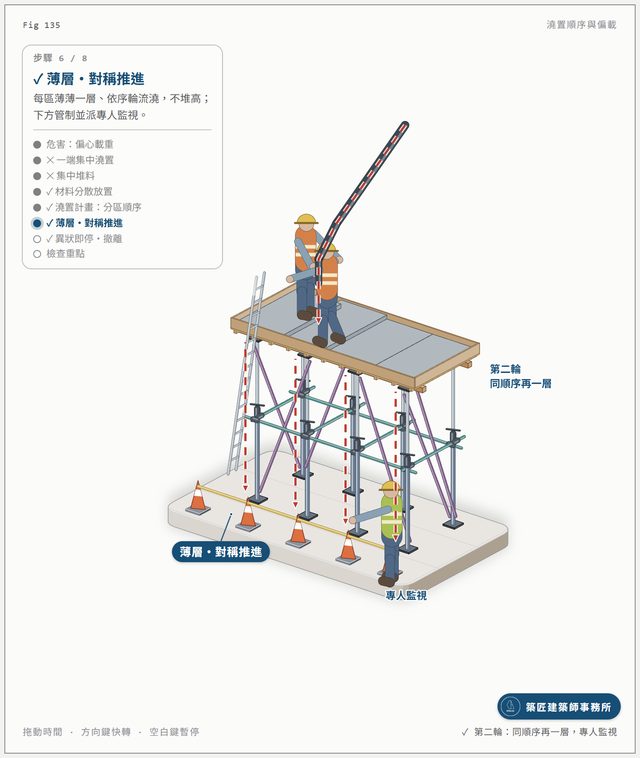 Fig 135
澆置順序與偏載
步驟 6 / 8
✓ 薄層・對稱推進
每區薄薄一層、依序輪流澆，不堆高；
下方管制並派專人監視。
危害：偏心載重
✕ 一端集中澆置
✕ 集中堆料
✓ 材料分散放置
✓ 澆置計畫：分區順序
✓ 薄層・對稱推進
✓ 異狀即停・撤離
檢查重點
第二輪
同順序再一層
薄層・對稱推進
專人監視
築匠建築師事務所
拖動時間 · 方向鍵快轉 · 空白鍵暫停
✓ 第二輪：同順序再一層，專人監視